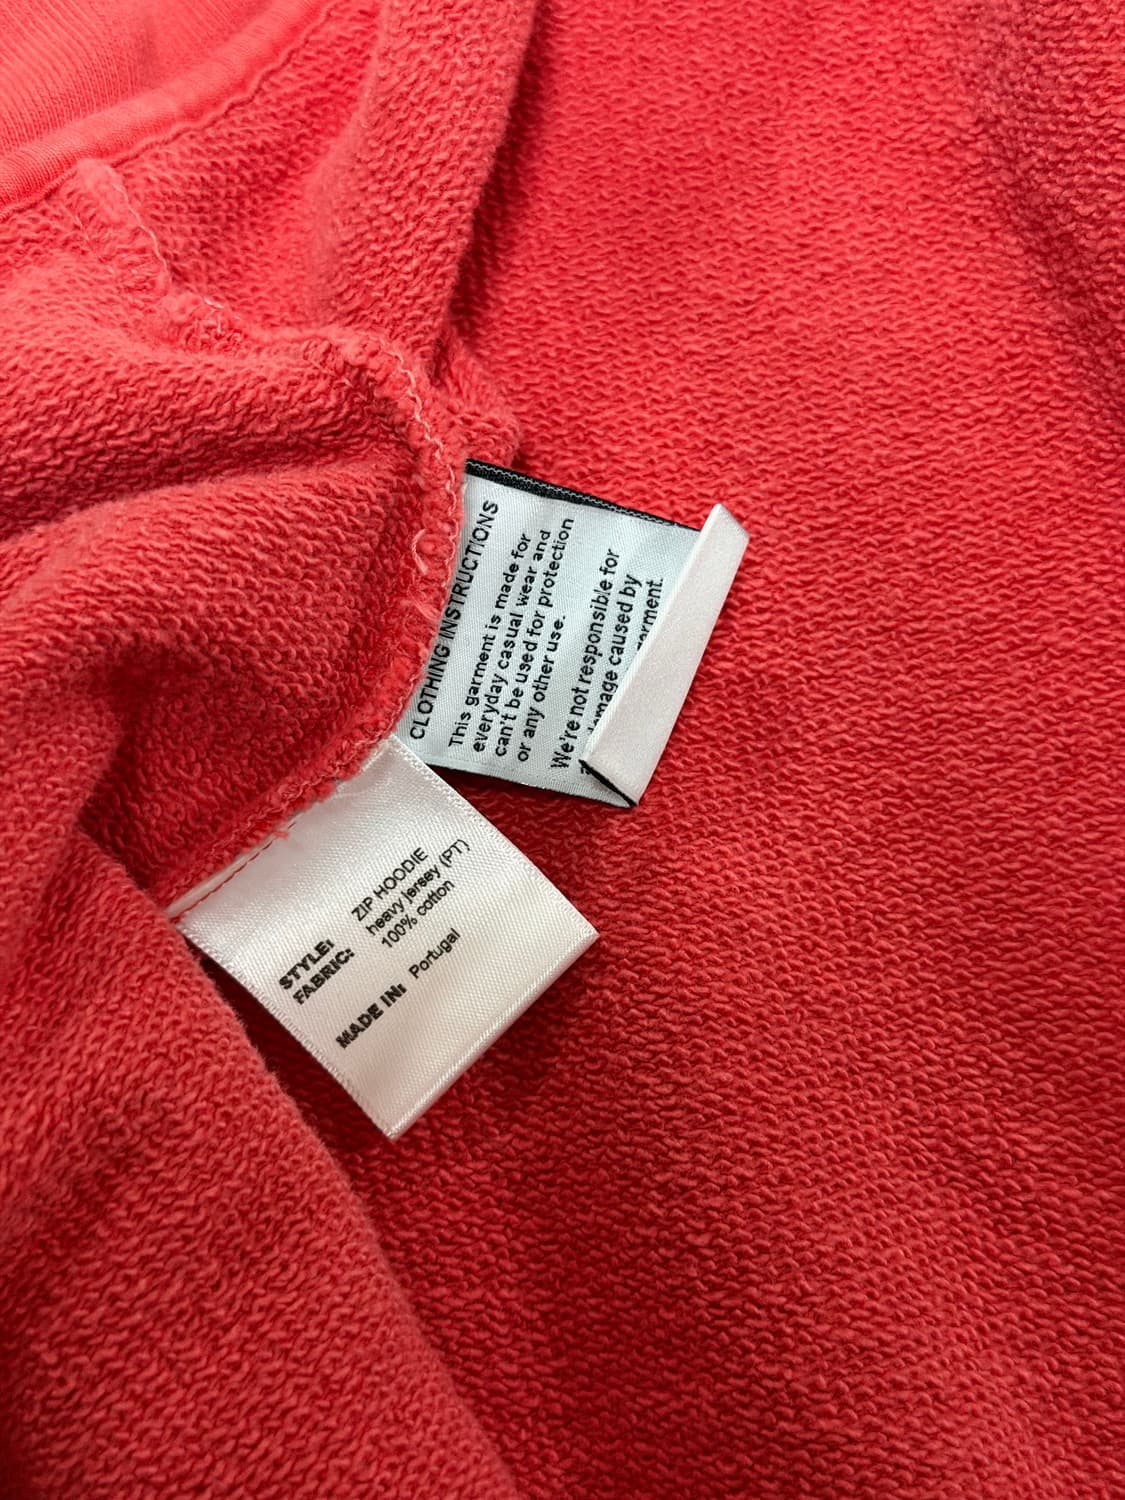 CLOTHING INSTRUCTIONS
This garment is made for
everyday casual wear and
can't be used for protection
or any other use.
We're not responsible for
caused by
STYLE: ZIP HOODIE
FABRIC: heavy jersey (PT)
100% cotton
MADE IN: Portugal